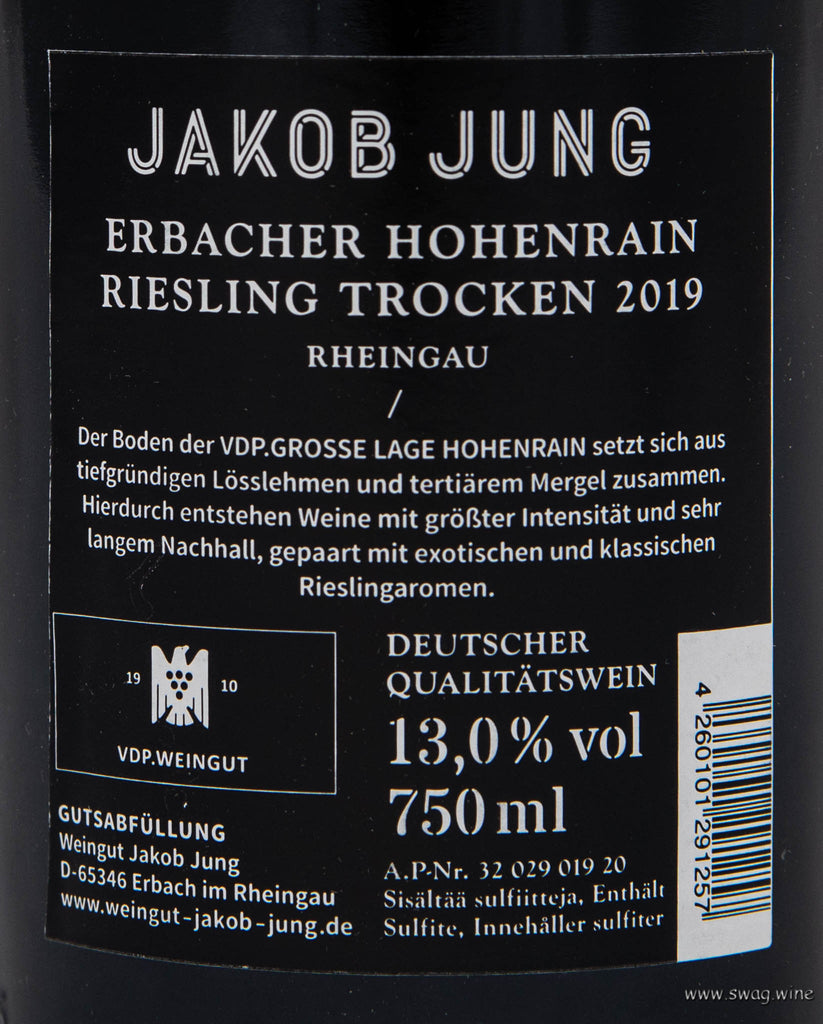 JAKOB JUNG
ERBACHER HOHENRAIN
RIESLING TROCKEN 2019
RHEINGAU
/
Der Boden der VDP.GROSSE LAGE HOHENRAIN setzt sich aus
tiefgründigen Lösslehmen und tertiärem Mergel zusammen.
Hierdurch entstehen Weine mit größter Intensität und sehr
langem Nachhall, gepaart mit exotischen und klassischen
Rieslingaromen.
19 10
VDP.WEINGUT
GUTSABFÜLLUNG
Weingut Jakob Jung
D-65346 Erbach im Rheingau
www.weingut-jakob-jung.de
DEUTSCHER
QUALITÄTSWEIN
13,0 % vol
750 ml
A.P-Nr. 32 029 019 20
Sisältää sulfiitteja, Enthält
Sulfite, Innehåller sulfiter
4 260101 291257
www.swag.wine